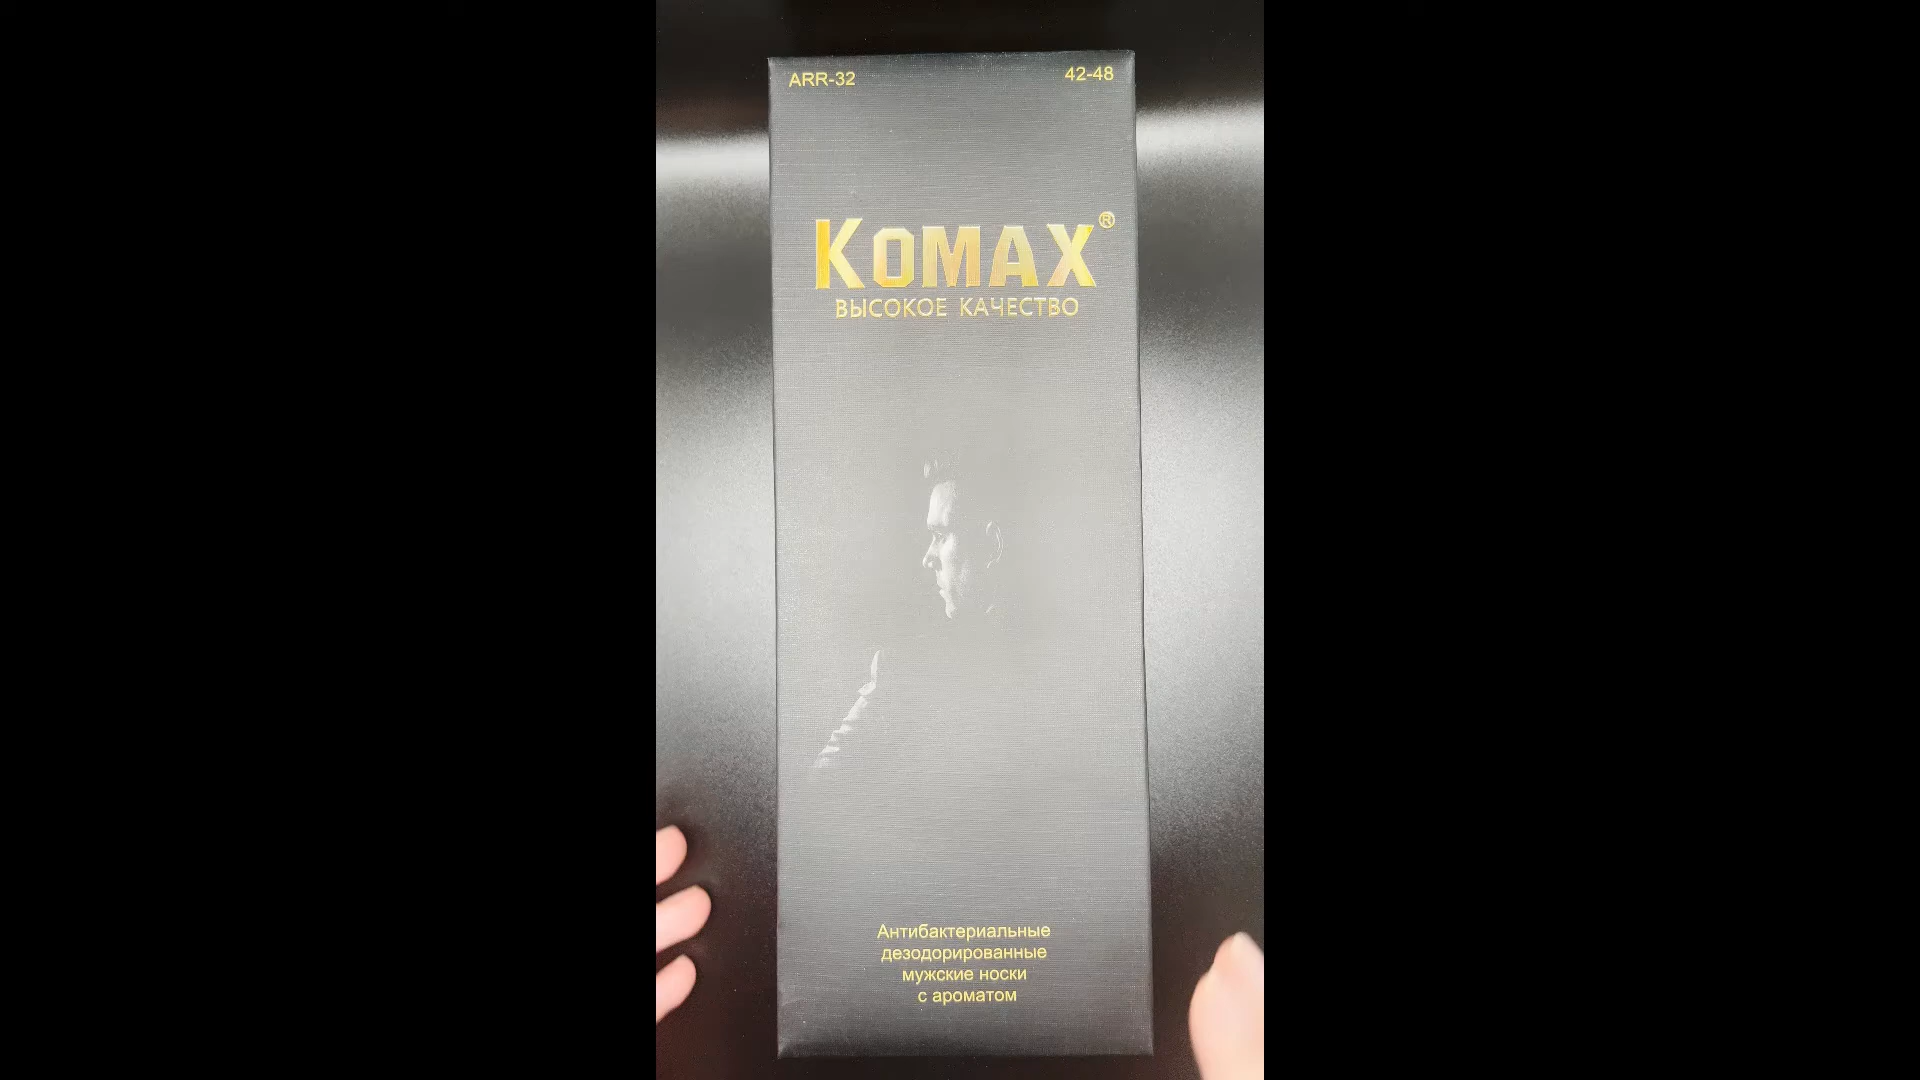 ARR-32 42-48
KOMAX®
ВЫСОКОЕ КАЧЕСТВО
Антибактериальные
дезодорированные
мужские носки
с ароматом